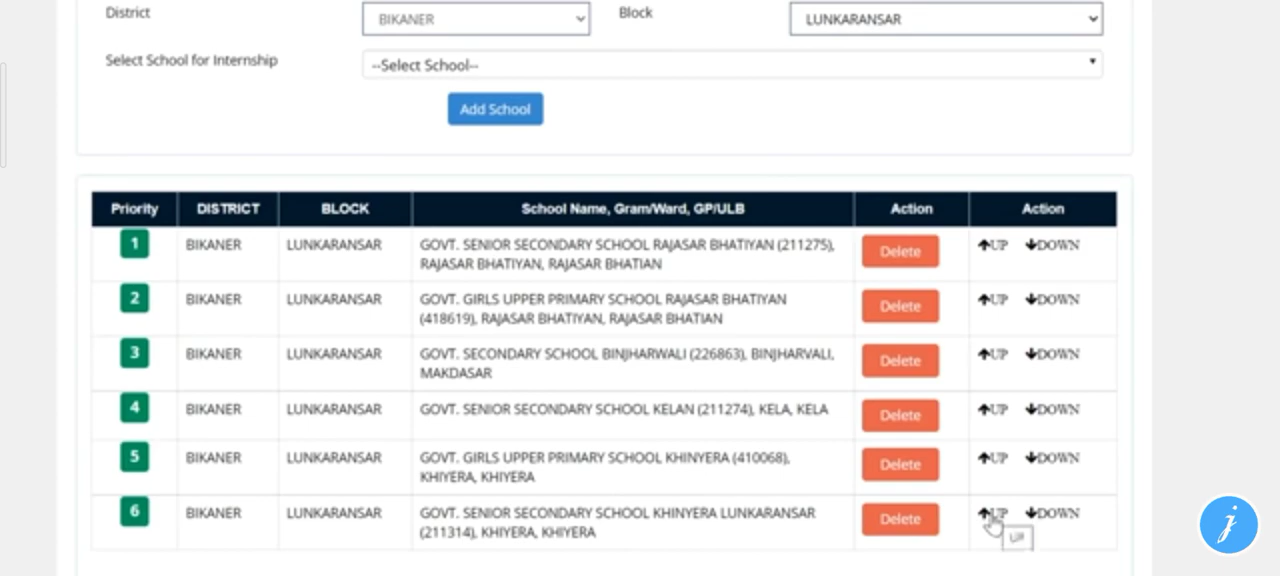 District BIKANER Block LUNKARANSAR
Select School for Internship --Select School--
Add School
Priority DISTRICT BLOCK School Name, Gram/Ward, GP/ULB Action Action
1 BIKANER LUNKARANSAR GOVT. SENIOR SECONDARY SCHOOL RAJASAR BHATIYAN (211275), Delete UP DOWN
RAJASAR BHATIYAN, RAJASAR BHATIAN
2 BIKANER LUNKARANSAR GOVT. GIRLS UPPER PRIMARY SCHOOL RAJASAR BHATIYAN Delete UP DOWN
(418619), RAJASAR BHATIYAN, RAJASAR BHATIAN
3 BIKANER LUNKARANSAR GOVT. SECONDARY SCHOOL BINJHARWALI (226863), BINJHARVALI, Delete UP DOWN
MAKDASAR
4 BIKANER LUNKARANSAR GOVT. SENIOR SECONDARY SCHOOL KELAN (211274), KELA, KELA Delete UP DOWN
5 BIKANER LUNKARANSAR GOVT. GIRLS UPPER PRIMARY SCHOOL KHINYERA (410068), Delete UP DOWN
KHIYERA, KHIYERA
6 BIKANER LUNKARANSAR GOVT. SENIOR SECONDARY SCHOOL KHINYERA LUNKARANSAR Delete UP DOWN
(211314), KHIYERA, KHIYERA
UP
j